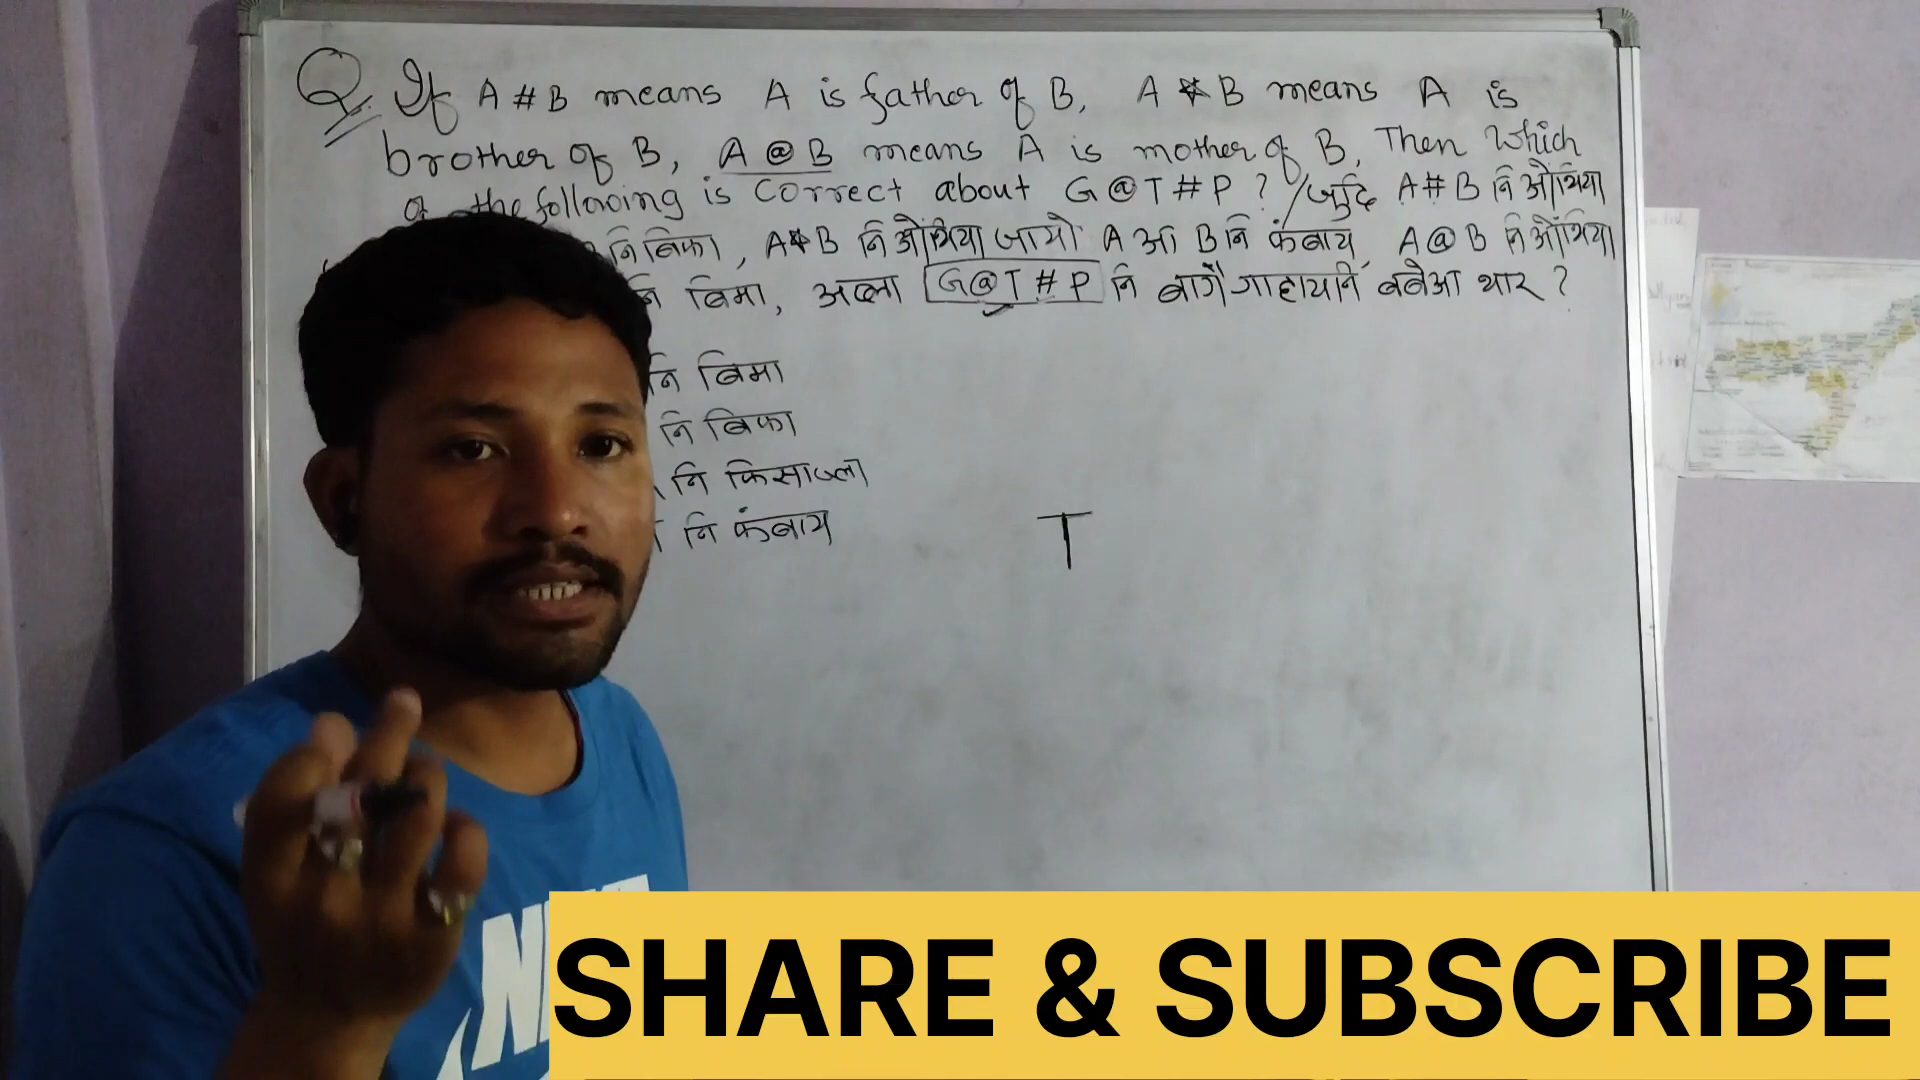 Q. If A # B means A is father of B, A * B means A is
brother of B, A @ B means A is mother of B, Then Which
of the following is correct about G @ T # P ? / जुदि A # B नि ओंथिया
नि बिफा, A * B नि ओंथिया जायो A आ B नि फंबाय, A @ B नि ओंथिया
नि बिमा, अब्ला G @ T # P नि बागै गाहायनि बबेआ थार ?
नि बिमा
नि बिफा
नि फिसाज्ला
नि फंबाय
T
SHARE & SUBSCRIBE